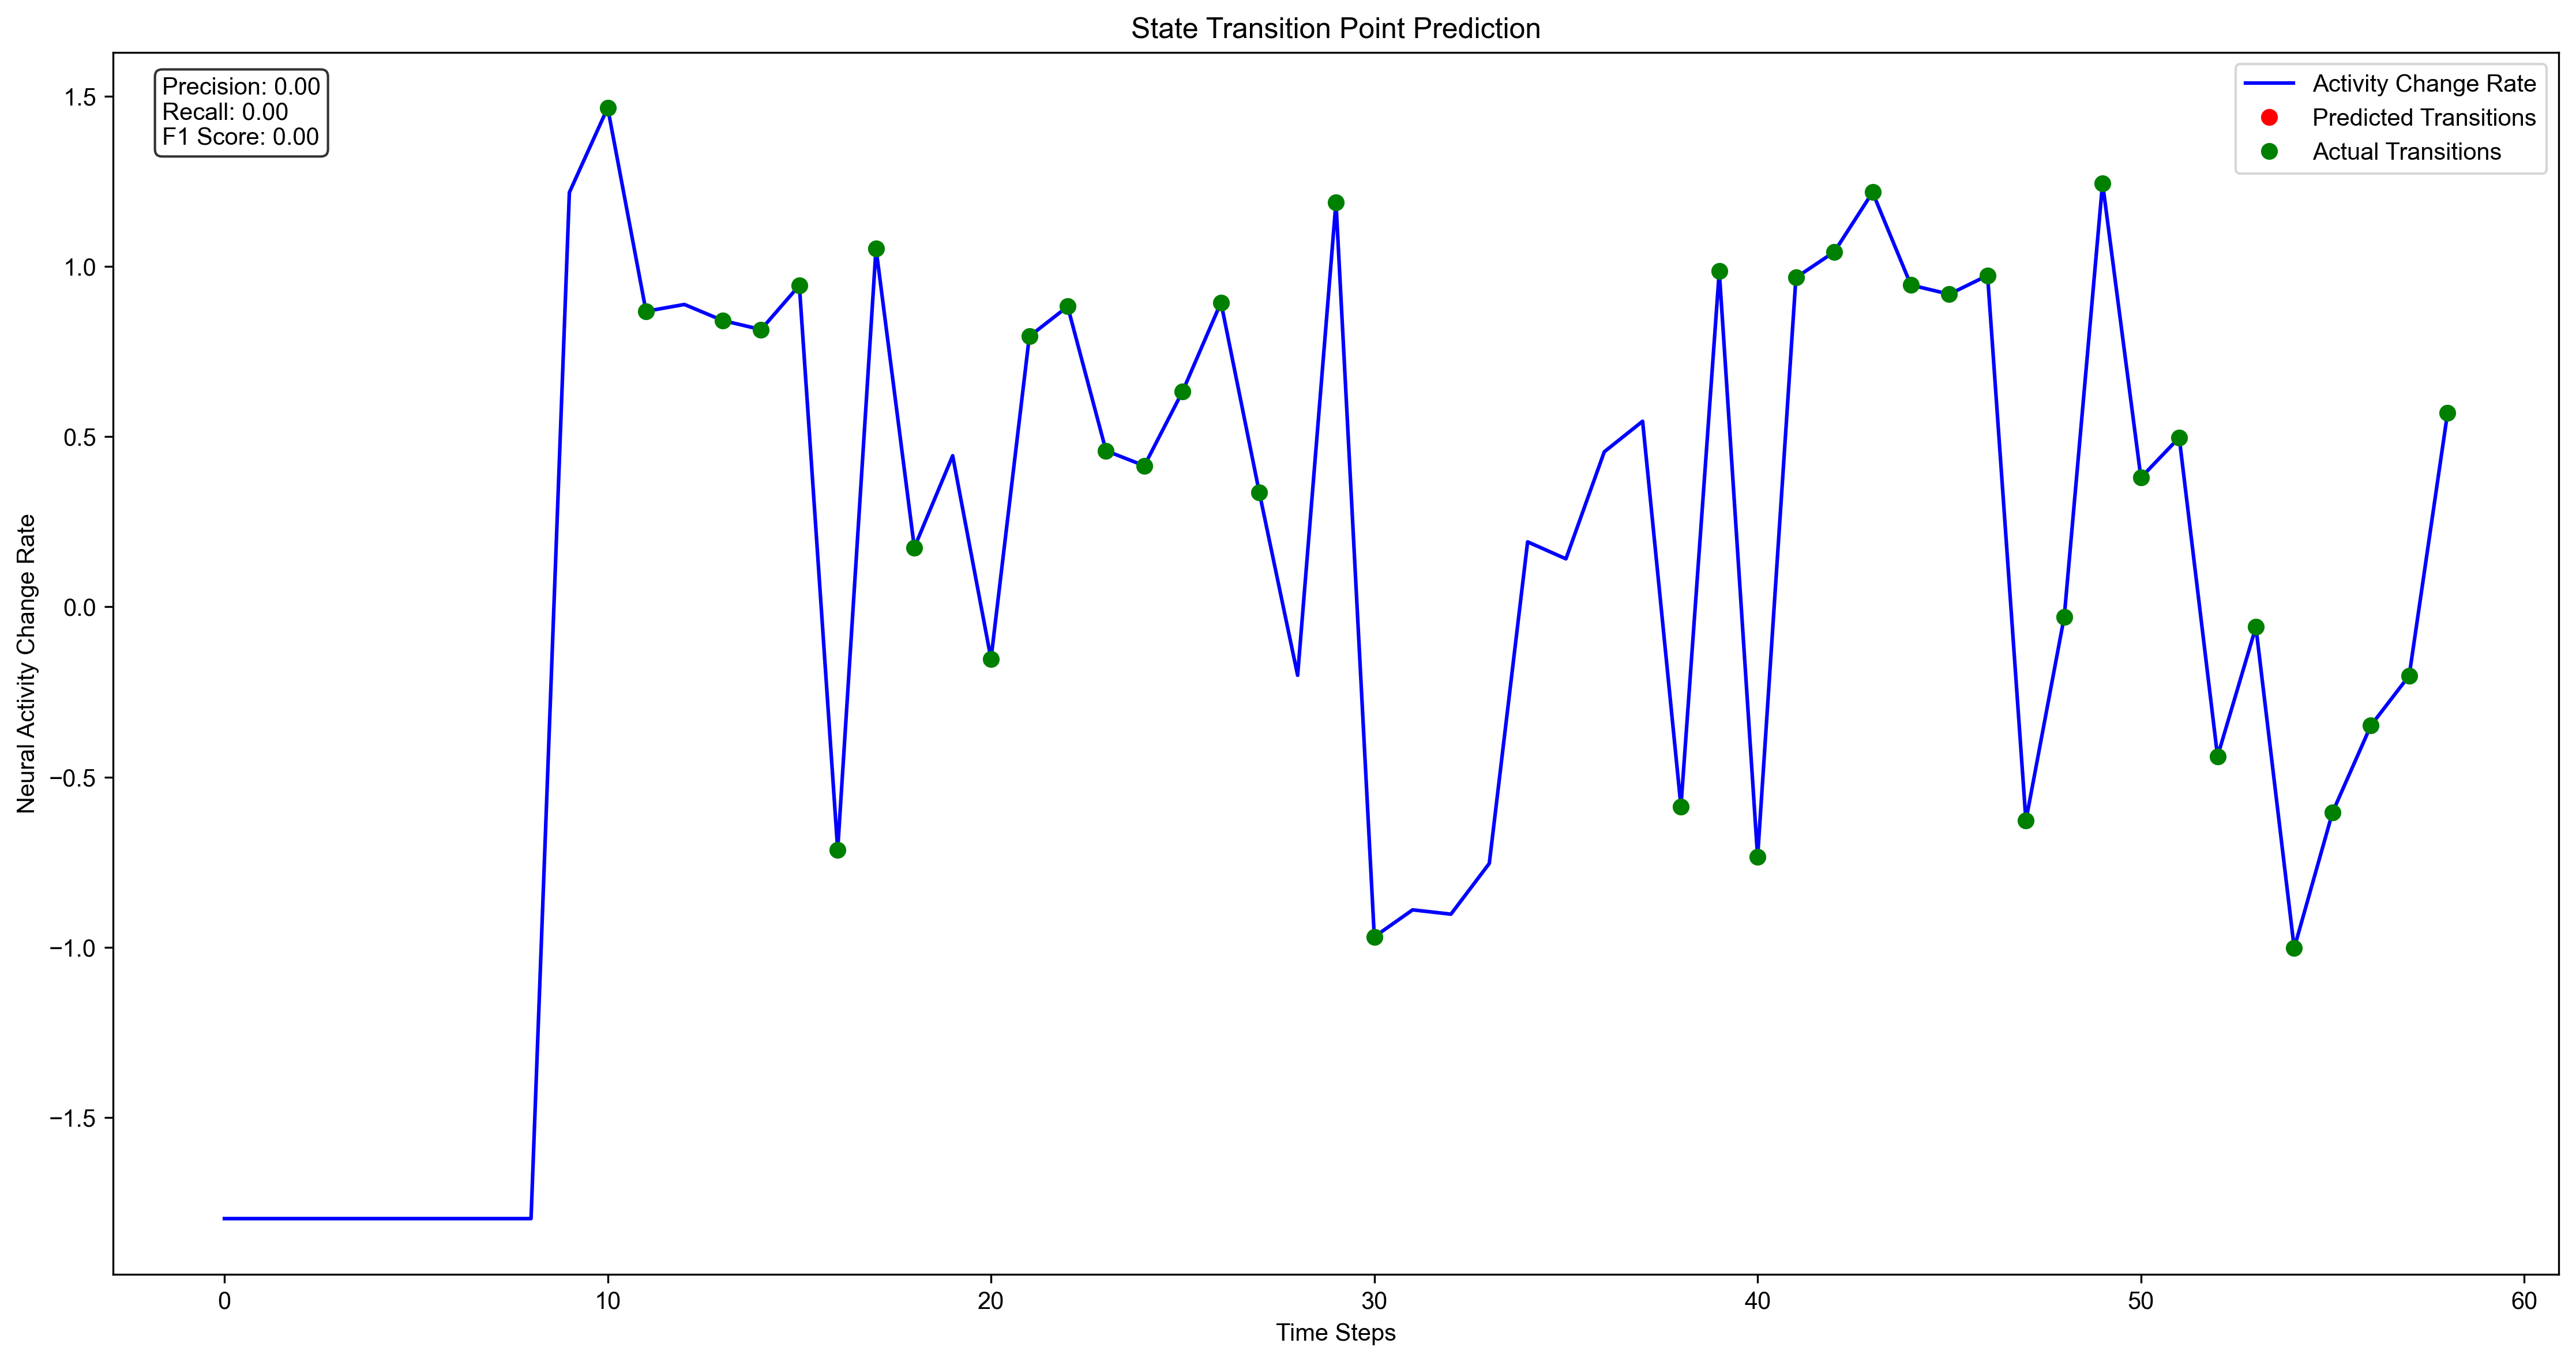 State Transition Point Prediction
Precision: 0.00
Recall: 0.00
F1 Score: 0.00
Activity Change Rate
Predicted Transitions
Actual Transitions
Neural Activity Change Rate
1.5
1.0
0.5
0.0
−0.5
−1.0
−1.5
0 10 20 30 40 50 60
Time Steps